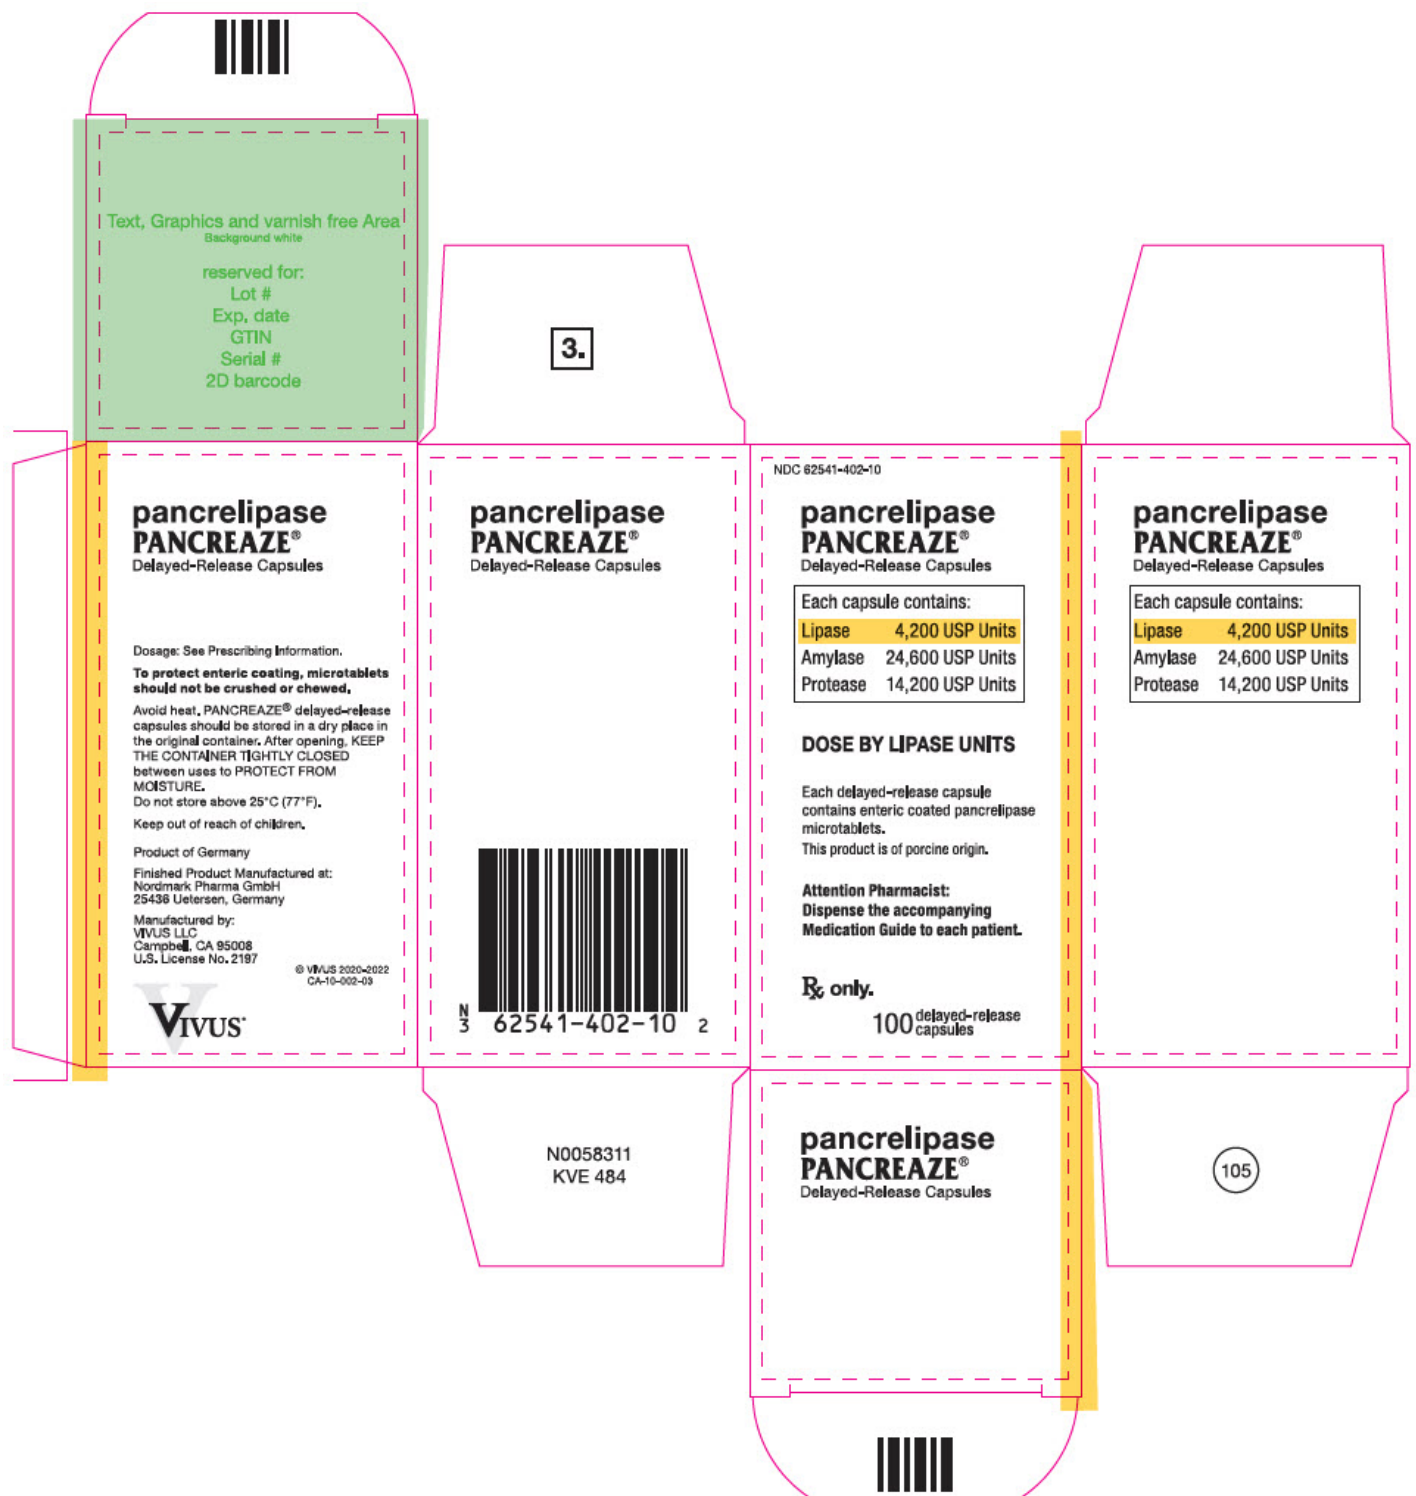 Text, Graphics and varnish free Area
Background white
reserved for:
Lot #
Exp. date
GTIN
Serial #
2D barcode
3.
pancrelipase
PANCREAZE®
Delayed-Release Capsules
Dosage: See Prescribing Information.
To protect enteric coating, microtablets
should not be crushed or chewed.
Avoid heat. PANCREAZE® delayed-release
capsules should be stored in a dry place in
the original container. After opening, KEEP
THE CONTAINER TIGHTLY CLOSED
between uses to PROTECT FROM
MOISTURE.
Do not store above 25°C (77°F).
Keep out of reach of children.
Product of Germany
Finished Product Manufactured at:
Nordmark Pharma GmbH
25436 Uetersen, Germany
Manufactured by:
VIVUS LLC
Campbell, CA 95008
U.S. License No. 2197
© VIVUS 2020-2022
CA-10-002-03
VIVUS
pancrelipase
PANCREAZE®
Delayed-Release Capsules
N
3 62541-402-10 2
NDC 62541-402-10
pancrelipase
PANCREAZE®
Delayed-Release Capsules
Each capsule contains:
Lipase 4,200 USP Units
Amylase 24,600 USP Units
Protease 14,200 USP Units
DOSE BY LIPASE UNITS
Each delayed-release capsule
contains enteric coated pancrelipase
microtablets.
This product is of porcine origin.
Attention Pharmacist:
Dispense the accompanying
Medication Guide to each patient.
Rx only.
100 delayed-release
capsules
pancrelipase
PANCREAZE®
Delayed-Release Capsules
Each capsule contains:
Lipase 4,200 USP Units
Amylase 24,600 USP Units
Protease 14,200 USP Units
N0058311
KVE 484
pancrelipase
PANCREAZE®
Delayed-Release Capsules
105